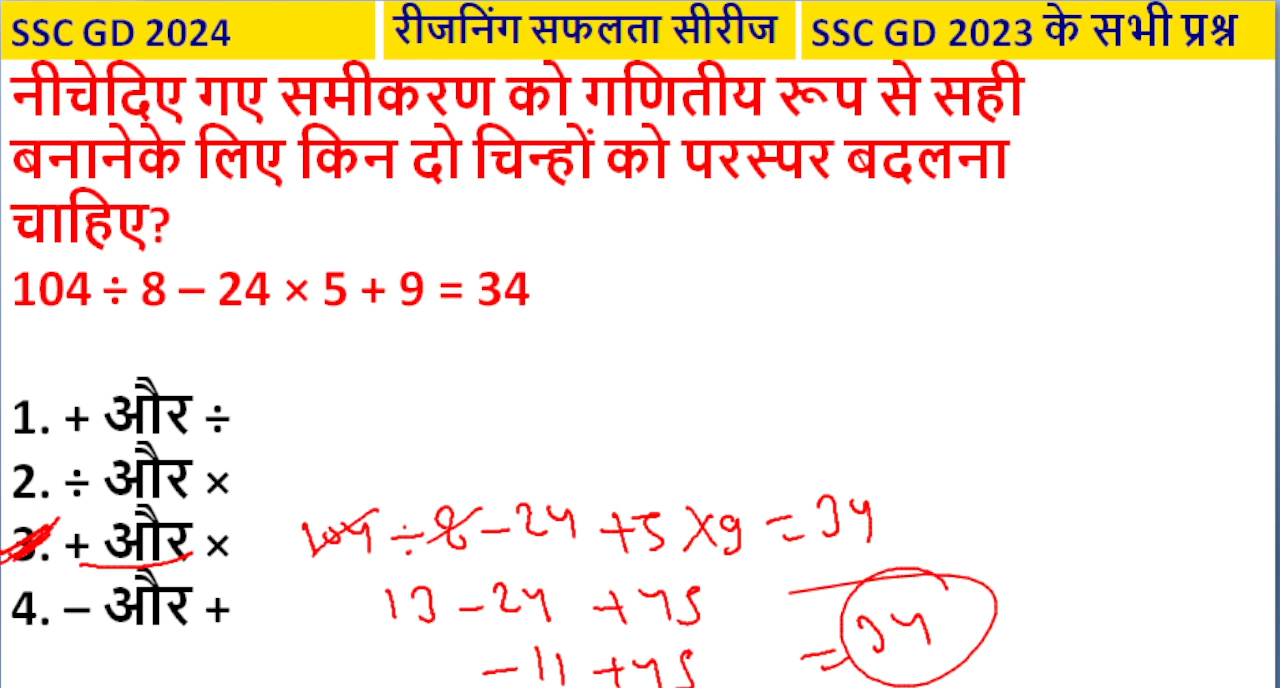 SSC GD 2024 रीजनिंग सफलता सीरीज SSC GD 2023 के सभी प्रश्न
नीचेदिए गए समीकरण को गणितीय रूप से सही
बनानेके लिए किन दो चिन्हों को परस्पर बदलना
चाहिए?
104 ÷ 8 – 24 × 5 + 9 = 34
1. + और ÷
2. ÷ और ×
3. + और ×
4. – और +
104 ÷ 8 – 24 + 5 × 9 = 34
13 – 24 + 45
– 11 + 45 = 34